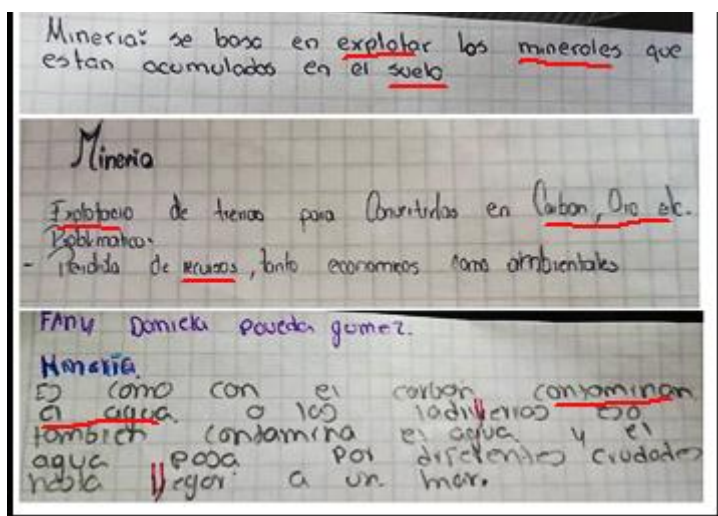 Mineria: se basa en explotar los minerales que
estan acumulados en el suelo
Mineria
Explotacio de trenas para Convertirlas en Carbon, Oro etc.
Problematica.
- Perdida de recursos, tanto economicos como ambientales
FAny Daniela Poveda gomez.
Mineria
Es como con el carbon contaminan
el agua o los ladrilleros eso
tambien contamina el agua y el
agua pasa por diferentes ciudades
hasta llegar a un mar.